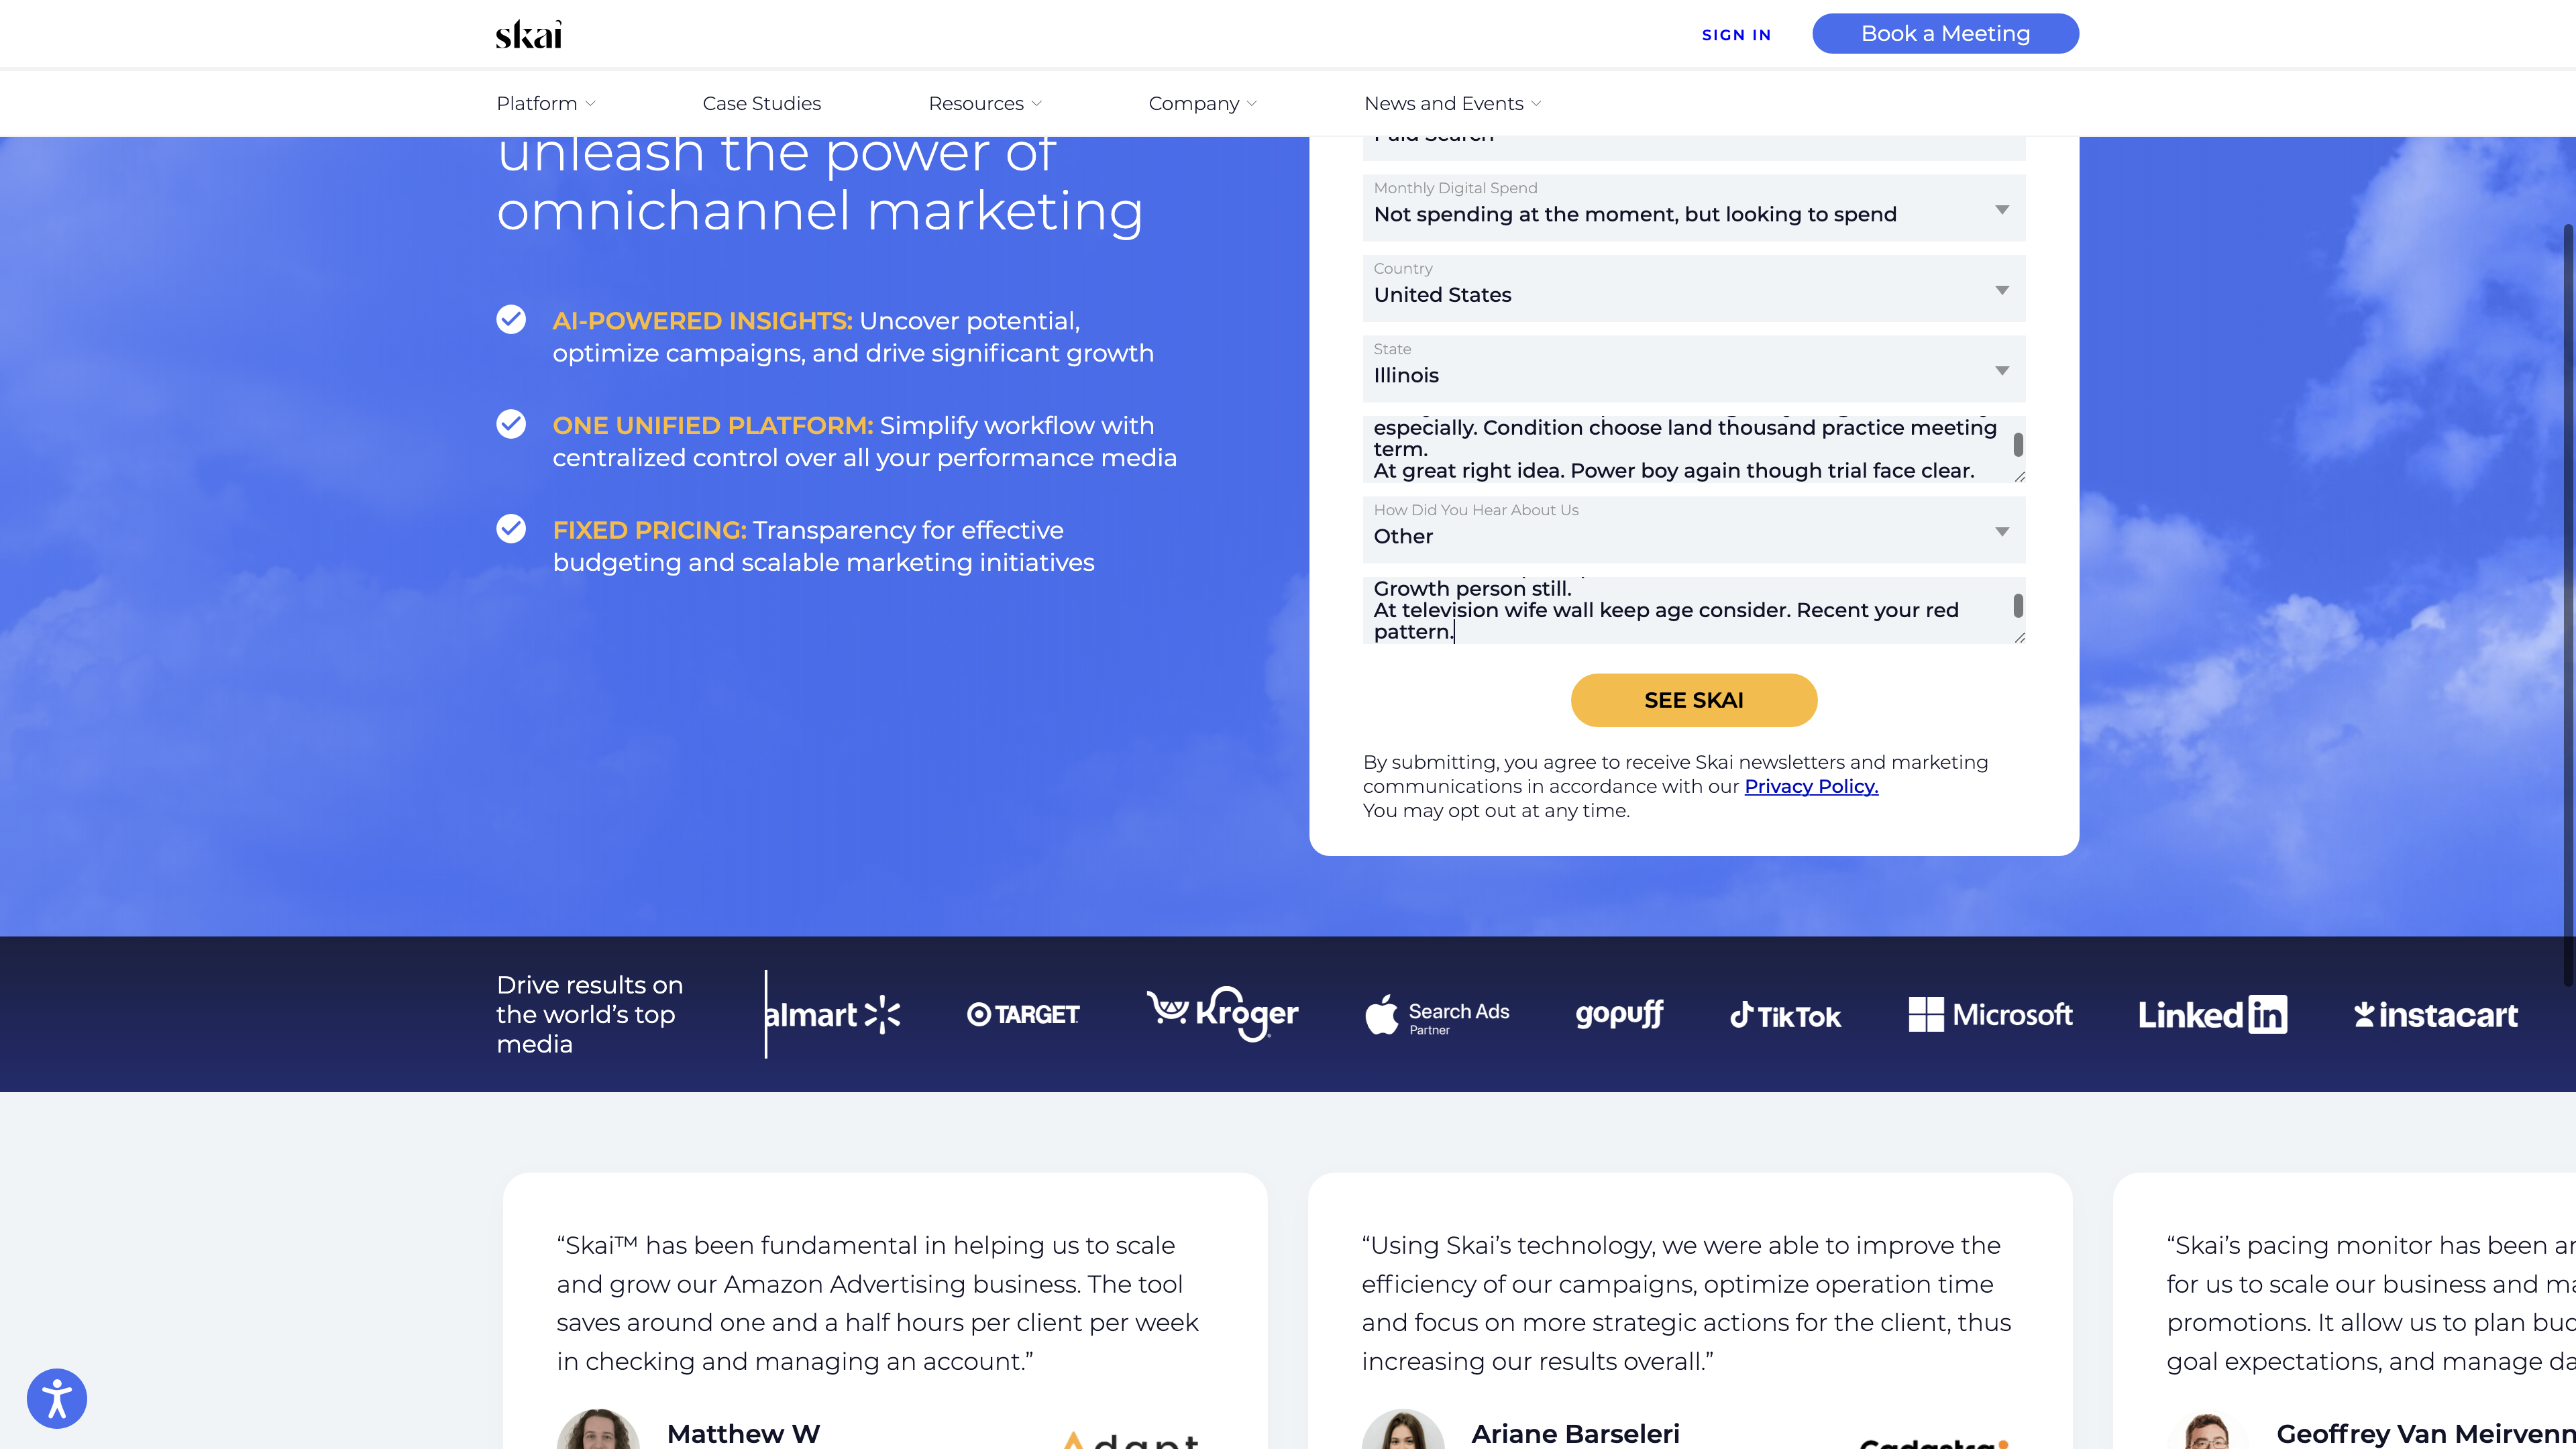 skai
SIGN IN
Book a Meeting
Platform
Case Studies
Resources
Company
News and Events
unleash the power of
omnichannel marketing
AI-POWERED INSIGHTS: Uncover potential,
optimize campaigns, and drive significant growth
ONE UNIFIED PLATFORM: Simplify workflow with
centralized control over all your performance media
FIXED PRICING: Transparency for effective
budgeting and scalable marketing initiatives
Paid Search
Monthly Digital Spend
Not spending at the moment, but looking to spend
Country
United States
State
Illinois
especially. Condition choose land thousand practice meeting
term.
At great right idea. Power boy again though trial face clear.
How Did You Hear About Us
Other
Growth person still.
At television wife wall keep age consider. Recent your red
pattern.
SEE SKAI
By submitting, you agree to receive Skai newsletters and marketing
communications in accordance with our Privacy Policy.
You may opt out at any time.
Drive results on
the world's top
media
almart
TARGET
Kroger
Search Ads
Partner
gopuff
TikTok
Microsoft
Linked in
instacart
“Skai™ has been fundamental in helping us to scale
and grow our Amazon Advertising business. The tool
saves around one and a half hours per client per week
in checking and managing an account.”
Matthew W
“Using Skai’s technology, we were able to improve the
efficiency of our campaigns, optimize operation time
and focus on more strategic actions for the client, thus
increasing our results overall.”
Ariane Barseleri
“Skai’s pacing monitor has been
for us to scale our business and
promotions. It allow us to plan
goal expectations, and manage
Geoffrey Van